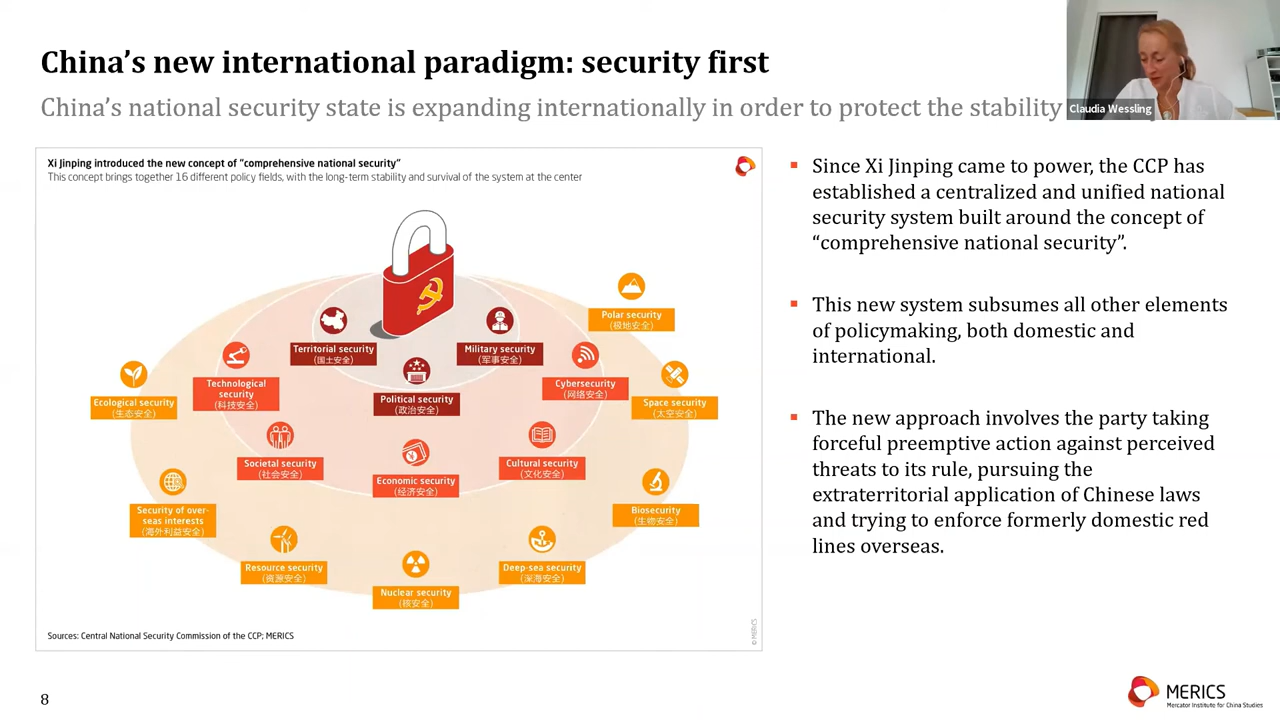 China's new international paradigm: security first
China's national security state is expanding internationally in order to protect the stability
Claudia Wessling
Xi Jinping introduced the new concept of "comprehensive national security"
This concept brings together 16 different policy fields, with the long-term stability and survival of the system at the center
Polar security
(极地安全)
Territorial security
(国土安全)
Military security
(军事安全)
Technological
security
(科技安全)
Cybersecurity
(网络安全)
Political security
(政治安全)
Ecological security
(生态安全)
Space security
(太空安全)
Societal security
(社会安全)
Cultural security
(文化安全)
Economic security
(经济安全)
Security of over-
seas interests
(海外利益安全)
Biosecurity
(生物安全)
Resource security
(资源安全)
Deep-sea security
(深海安全)
Nuclear security
(核安全)
Sources: Central National Security Commission of the CCP; MERICS
© MERICS
▪ Since Xi Jinping came to power, the CCP has
established a centralized and unified national
security system built around the concept of
“comprehensive national security”.
▪ This new system subsumes all other elements
of policymaking, both domestic and
international.
▪ The new approach involves the party taking
forceful preemptive action against perceived
threats to its rule, pursuing the
extraterritorial application of Chinese laws
and trying to enforce formerly domestic red
lines overseas.
8
MERICS
Mercator Institute for China Studies